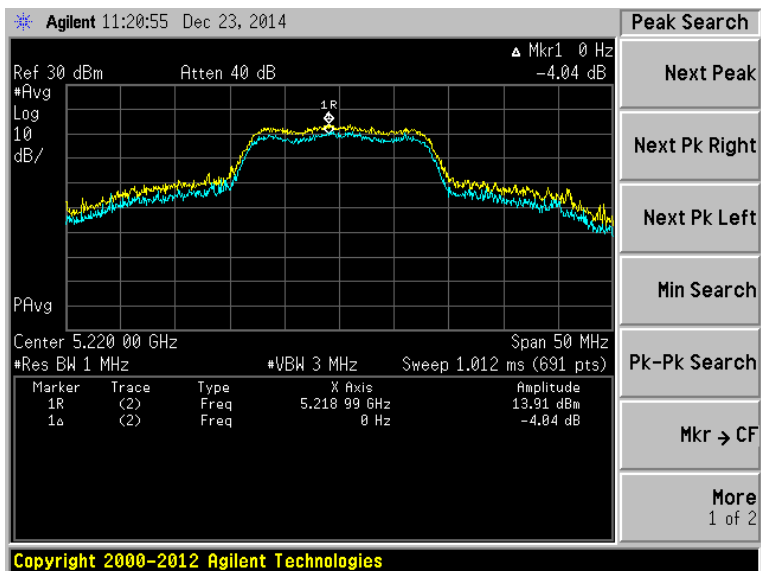 Agilent 11:20:55 Dec 23, 2014
Peak Search
▵ Mkr1 0 Hz
Ref 30 dBm Atten 40 dB -4.04 dB
#Avg
Log
10
dB/
1R
PAvg
Center 5.220 00 GHz Span 50 MHz
#Res BW 1 MHz #VBW 3 MHz Sweep 1.012 ms (691 pts)
Marker Trace Type X Axis Amplitude
1R (2) Freq 5.218 99 GHz 13.91 dBm
1▵ (2) Freq 0 Hz -4.04 dB
Next Peak
Next Pk Right
Next Pk Left
Min Search
Pk-Pk Search
Mkr → CF
More
1 of 2
Copyright 2000-2012 Agilent Technologies